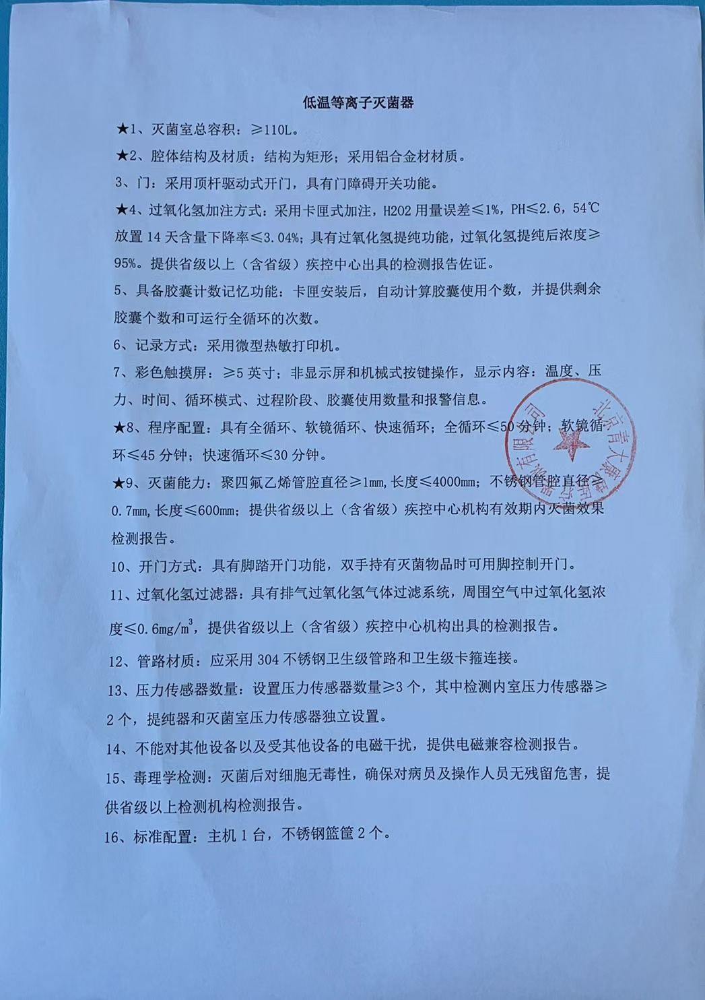 低温等离子灭菌器
★1、灭菌室总容积：≥110L。
★2、腔体结构及材质：结构为矩形；采用铝合金材材质。
3、门：采用顶杆驱动式开门，具有门障碍开关功能。
★4、过氧化氢加注方式：采用卡匣式加注，H2O2用量误差≤1%，PH≤2.6，54℃
放置14天含量下降率≤3.04%；具有过氧化氢提纯功能，过氧化氢提纯后浓度≥
95%。提供省级以上（含省级）疾控中心出具的检测报告佐证。
5、具备胶囊计数记忆功能：卡匣安装后，自动计算胶囊使用个数，并提供剩余
胶囊个数和可运行全循环的次数。
6、记录方式：采用微型热敏打印机。
7、彩色触摸屏：≥5英寸；非显示屏和机械式按键操作，显示内容：温度、压
力、时间、循环模式、过程阶段、胶囊使用数量和报警信息。
★8、程序配置：具有全循环、软镜循环、快速循环；全循环≤50分钟；软镜循
环≤45分钟；快速循环≤30分钟。
★9、灭菌能力：聚四氟乙烯管腔直径≥1mm,长度≤4000mm；不锈钢管腔直径≥
0.7mm,长度≤600mm；提供省级以上（含省级）疾控中心机构有效期内灭菌效果
检测报告。
10、开门方式：具有脚踏开门功能，双手持有灭菌物品时可用脚控制开门。
11、过氧化氢过滤器：具有排气过氧化氢气体过滤系统，周围空气中过氧化氢浓
度≤0.6mg/m³，提供省级以上（含省级）疾控中心机构出具的检测报告。
12、管路材质：应采用304不锈钢卫生级管路和卫生级卡箍连接。
13、压力传感器数量：设置压力传感器数量≥3个，其中检测内室压力传感器≥
2个，提纯器和灭菌室压力传感器独立设置。
14、不能对其他设备以及受其他设备的电磁干扰，提供电磁兼容检测报告。
15、毒理学检测：灭菌后对细胞无毒性，确保对病员及操作人员无残留危害，提
供省级以上检测机构检测报告。
16、标准配置：主机1台，不锈钢篮筐2个。
北京 大康 医疗器械有限公司